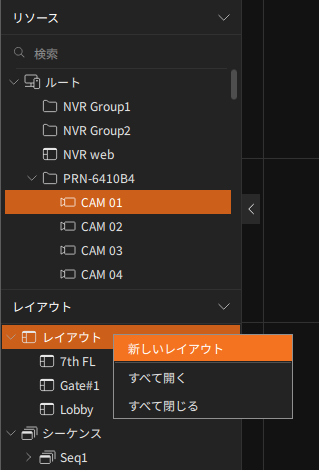 リソース
検索
ルート
NVR Group1
NVR Group2
NVR web
PRN-6410B4
CAM 01
CAM 02
CAM 03
CAM 04
レイアウト
レイアウト
新しいレイアウト
7th FL
すべて開く
Gate#1
すべて閉じる
Lobby
シーケンス
Seq1